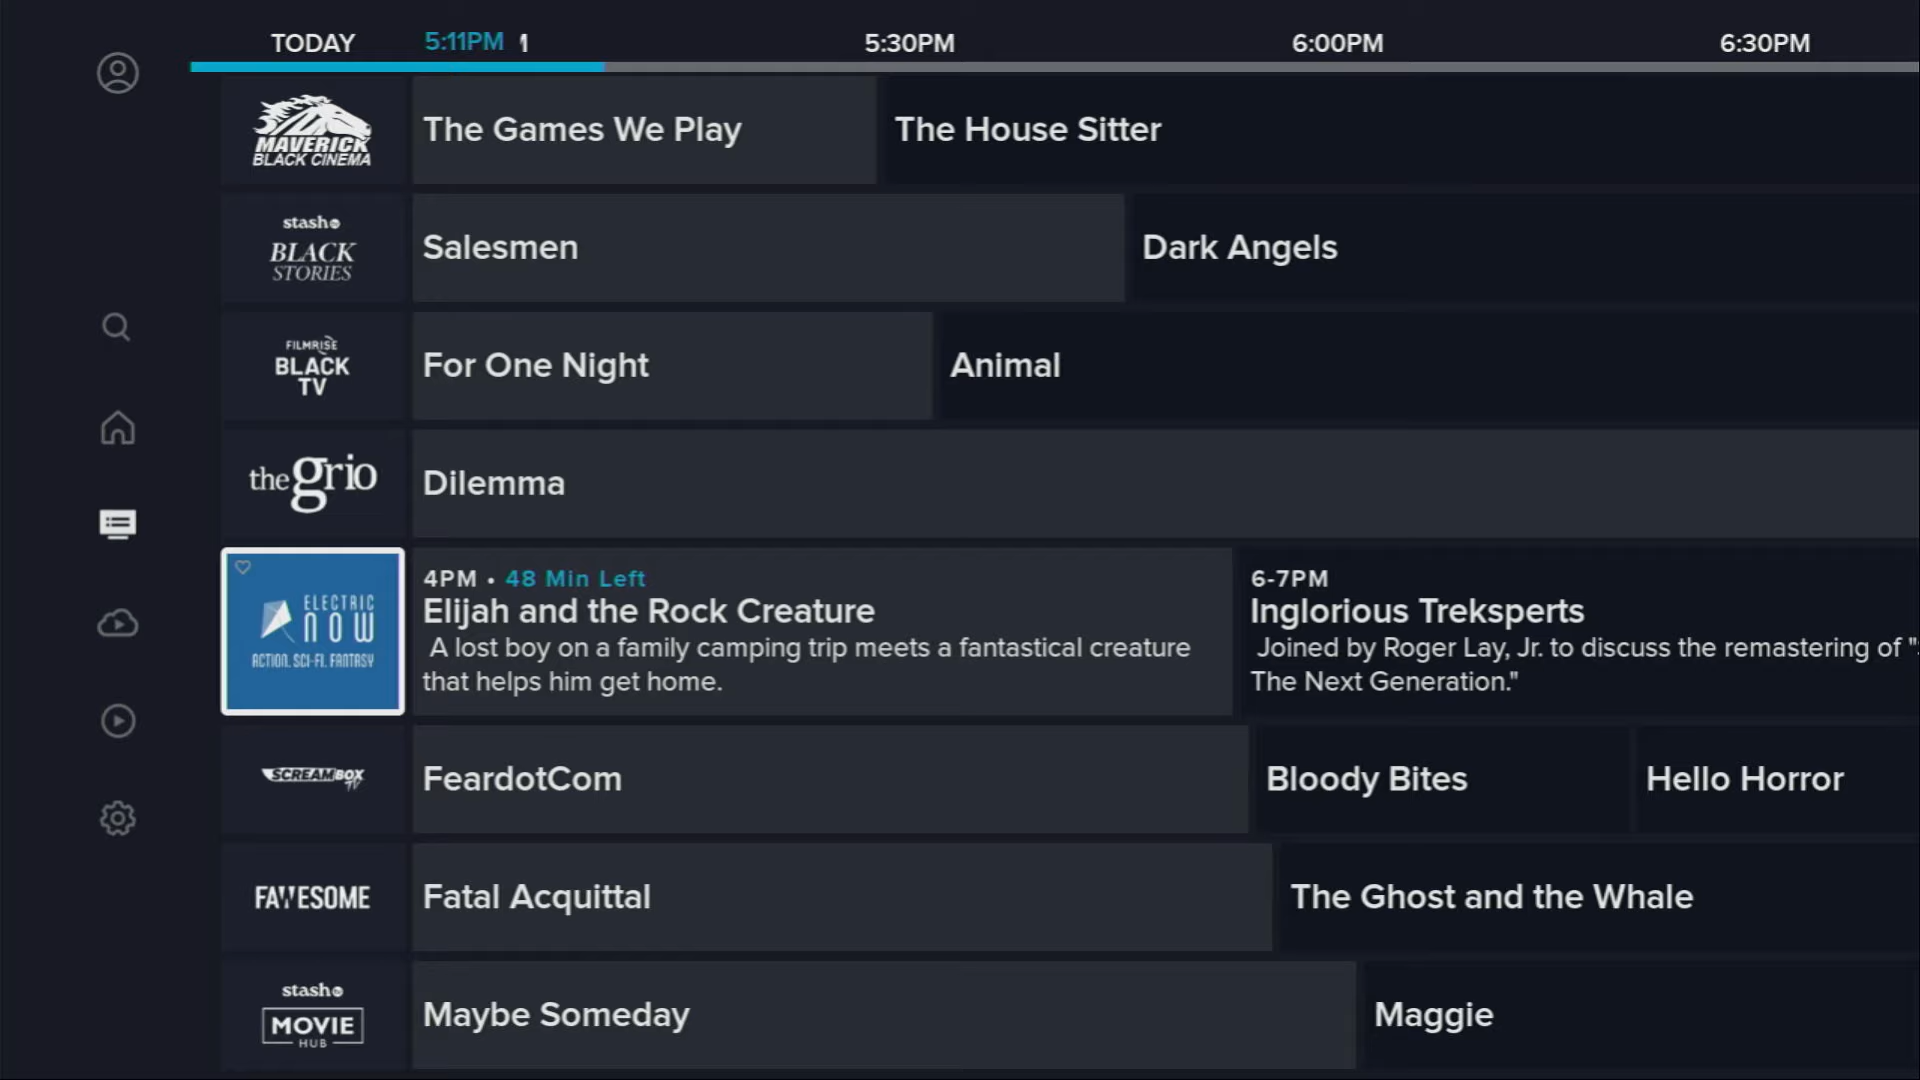 TODAY 5:11PM 5:30PM 6:00PM 6:30PM
MAVERICK
BLACK CINEMA
The Games We Play
The House Sitter
stash
BLACK
STORIES
Salesmen
Dark Angels
FILMRISE
BLACK
TV
For One Night
Animal
the grio
Dilemma
ELECTRIC
NOW
ACTION. SCI-FI. FANTASY
4PM • 48 Min Left
Elijah and the Rock Creature
A lost boy on a family camping trip meets a fantastical creature
that helps him get home.
6-7PM
Inglorious Treksperts
Joined by Roger Lay, Jr. to discuss the remastering of "
The Next Generation."
SCREAMBOX
TV
FeardotCom
Bloody Bites
Hello Horror
FAWESOME
Fatal Acquittal
The Ghost and the Whale
stash
MOVIE
HUB
Maybe Someday
Maggie